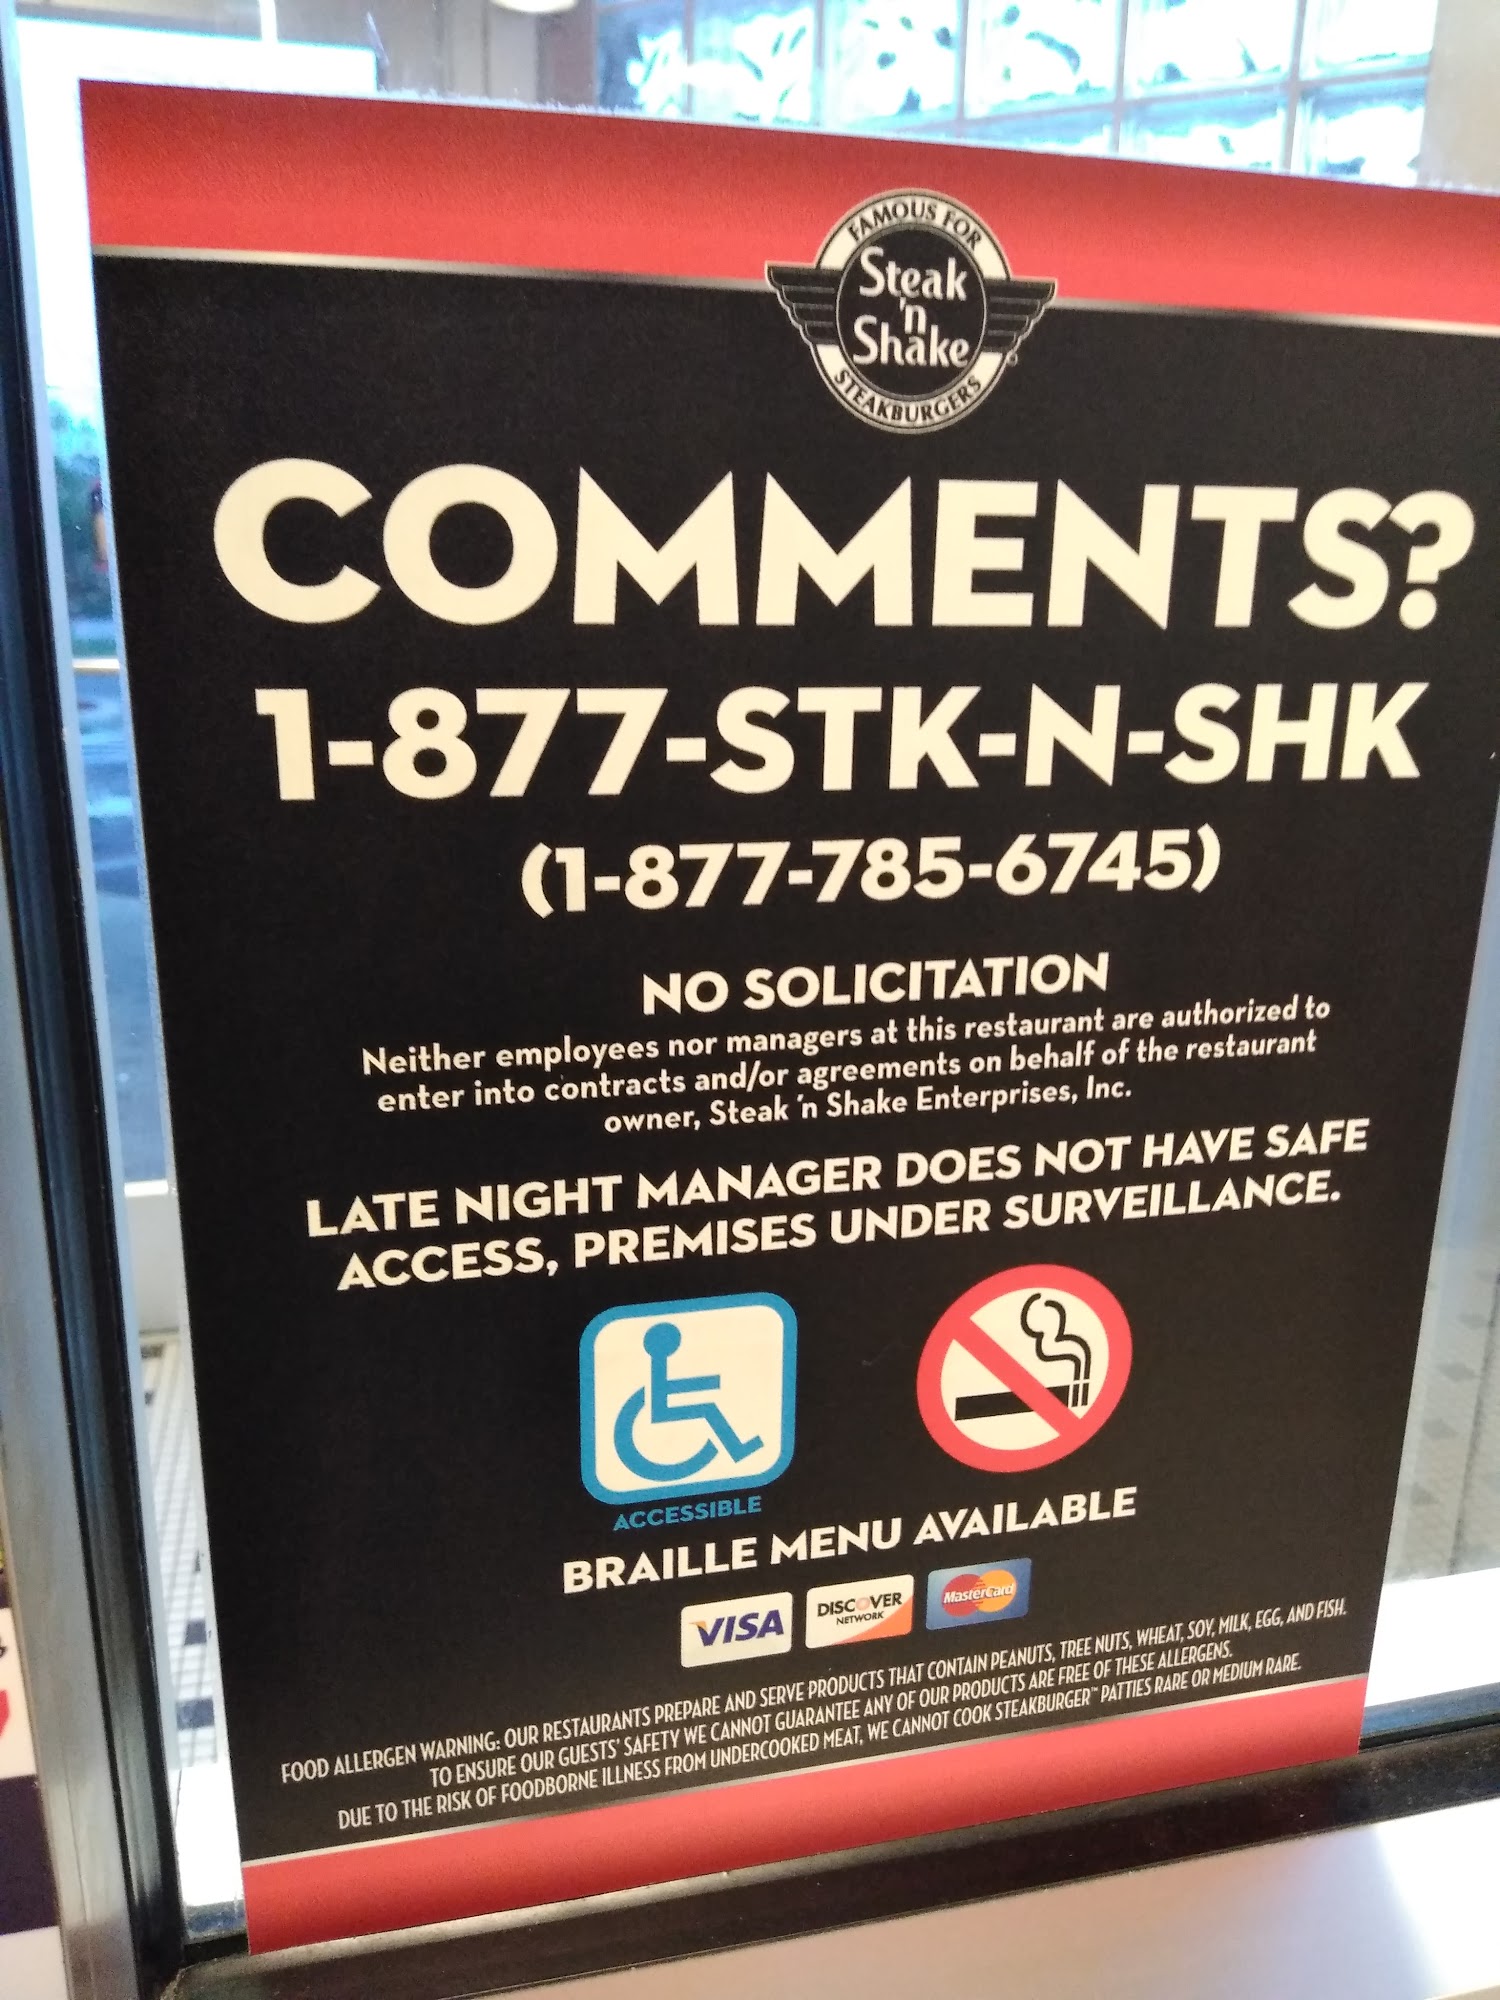 FAMOUS FOR
Steak
'n
Shake
STEAKBURGERS
COMMENTS?
1-877-STK-N-SHK
(1-877-785-6745)
NO SOLICITATION
Neither employees nor managers at this restaurant are authorized to
enter into contracts and/or agreements on behalf of the restaurant
owner, Steak 'n Shake Enterprises, Inc.
LATE NIGHT MANAGER DOES NOT HAVE SAFE
ACCESS, PREMISES UNDER SURVEILLANCE.
ACCESSIBLE
BRAILLE MENU AVAILABLE
VISA
DISCOVER
NETWORK
MasterCard
FOOD ALLERGEN WARNING: OUR RESTAURANTS PREPARE AND SERVE PRODUCTS THAT CONTAIN PEANUTS, TREE NUTS, WHEAT, SOY, MILK, EGG, AND FISH.
TO ENSURE OUR GUESTS' SAFETY WE CANNOT GUARANTEE ANY OF OUR PRODUCTS ARE FREE OF THESE ALLERGENS.
DUE TO THE RISK OF FOODBORNE ILLNESS FROM UNDERCOOKED MEAT, WE CANNOT COOK STEAKBURGER™ PATTIES RARE OR MEDIUM RARE.